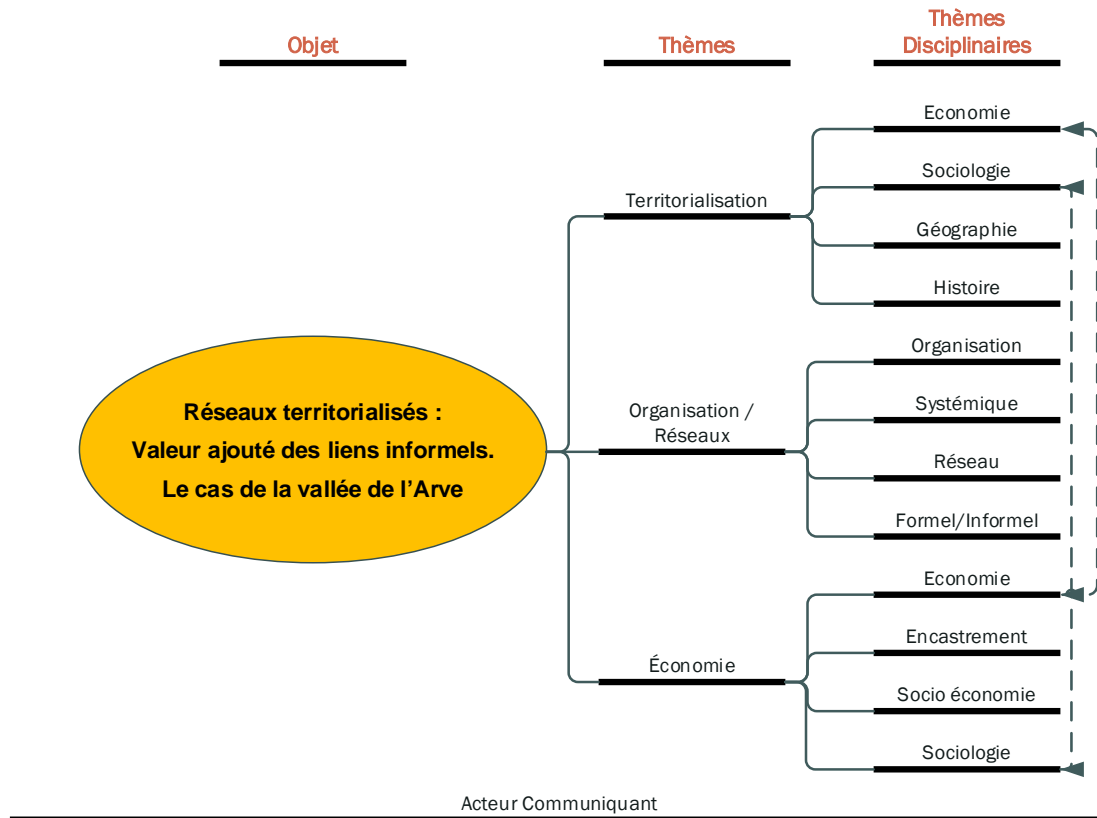 Objet
Thèmes
Thèmes
Disciplinaires
Réseaux territorialisés :
Valeur ajouté des liens informels.
Le cas de la vallée de l'Arve
Territorialisation
Economie
Sociologie
Géographie
Histoire
Organisation /
Réseaux
Organisation
Systémique
Réseau
Formel/Informel
Économie
Economie
Encastrement
Socio économie
Sociologie
Acteur Communiquant